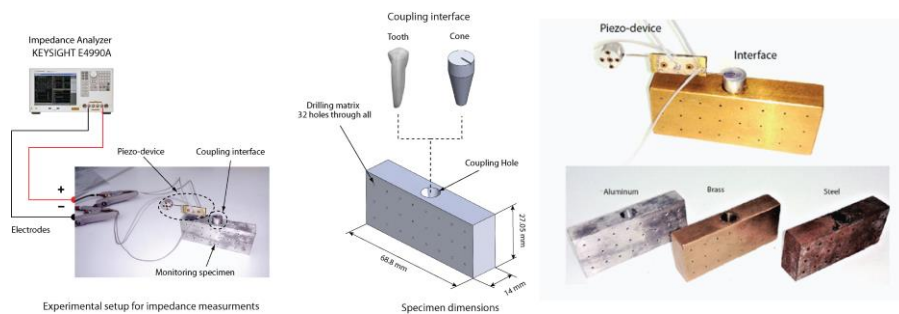 Impedance Analyzer
KEYSIGHT E4990A
Piezo-device
Coupling interface
+
−
Electrodes
Monitoring specimen
Experimental setup for impedance measurments
Coupling interface
Tooth
Cone
Drilling matrix
32 holes through all
Coupling Hole
27.05 mm
68.8 mm
14 mm
Specimen dimensions
Piezo-device
Interface
Aluminum
Brass
Steel